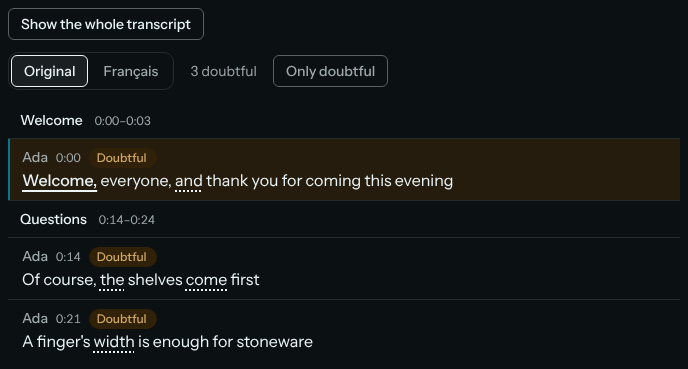 Show the whole transcript
Original Français 3 doubtful Only doubtful
Welcome 0:00–0:03
Ada 0:00 Doubtful
Welcome, everyone, and thank you for coming this evening
Questions 0:14–0:24
Ada 0:14 Doubtful
Of course, the shelves come first
Ada 0:21 Doubtful
A finger's width is enough for stoneware